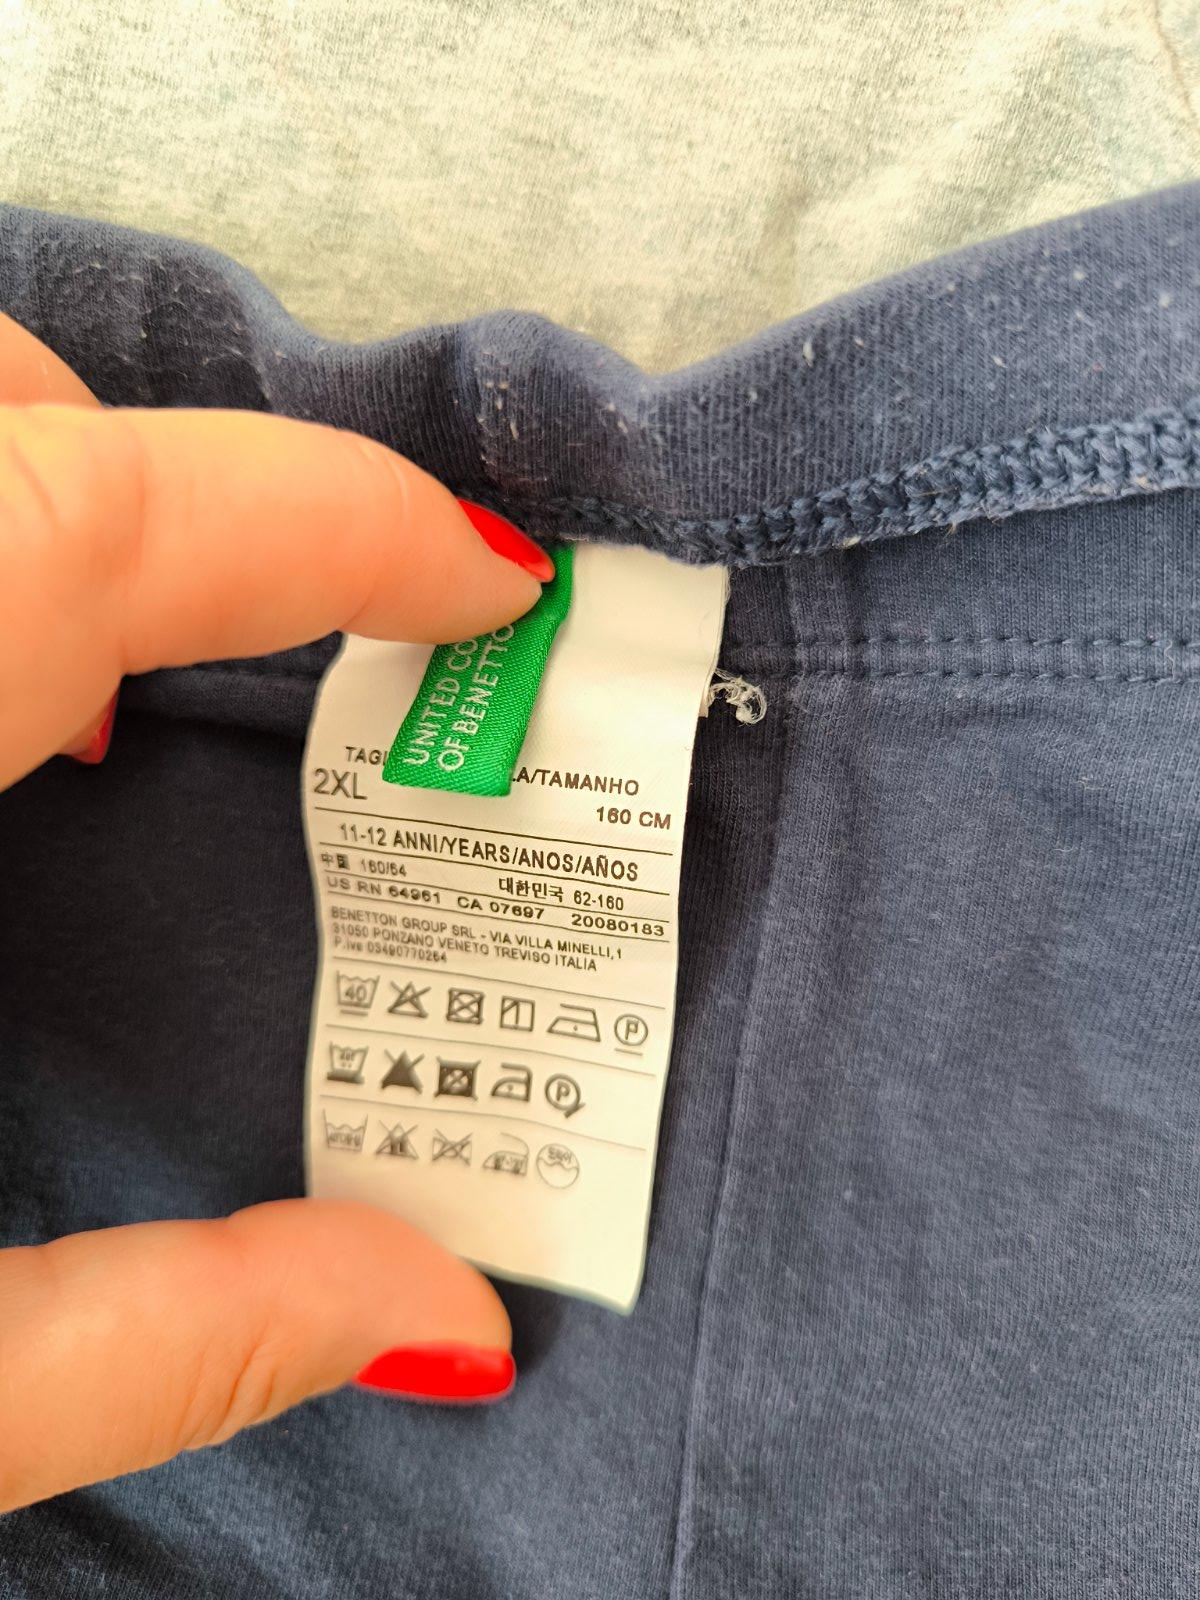 UNITED CO
OF BENETTO
TAGI LA/TAMANHO
2XL
160 CM
11-12 ANNI/YEARS/ANOS/AÑOS
中国 160/64 대한민국 62-160
US RN 64961 CA 07697 20080183
BENETTON GROUP SRL - VIA VILLA MINELLI,1
31050 PONZANO VENETO TREVISO ITALIA
P.iva 03490770264
40
P
P